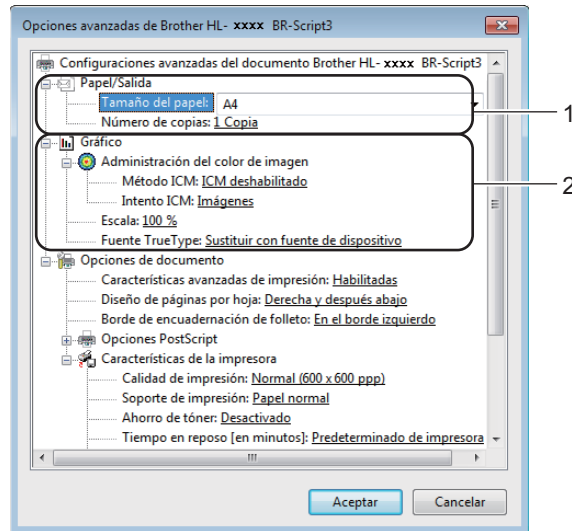 Opciones avanzadas de Brother HL- xxxx BR-Script3
Configuraciones avanzadas del documento Brother HL- xxxx BR-Script3
Papel/Salida
Tamaño del papel: A4
1
Número de copias: 1 Copia
Gráfico
Administración del color de imagen
Método ICM: ICM deshabilitado
2
Intento ICM: Imágenes
Escala: 100 %
Fuente TrueType: Sustituir con fuente de dispositivo
Opciones de documento
Características avanzadas de impresión: Habilitadas
Diseño de páginas por hoja: Derecha y después abajo
Borde de encuadernación de folleto: En el borde izquierdo
Opciones PostScript
Características de la impresora
Calidad de impresión: Normal (600 x 600 ppp)
Soporte de impresión: Papel normal
Ahorro de tóner: Desactivado
Tiempo en reposo [en minutos]: Predeterminado de impresora
Aceptar Cancelar